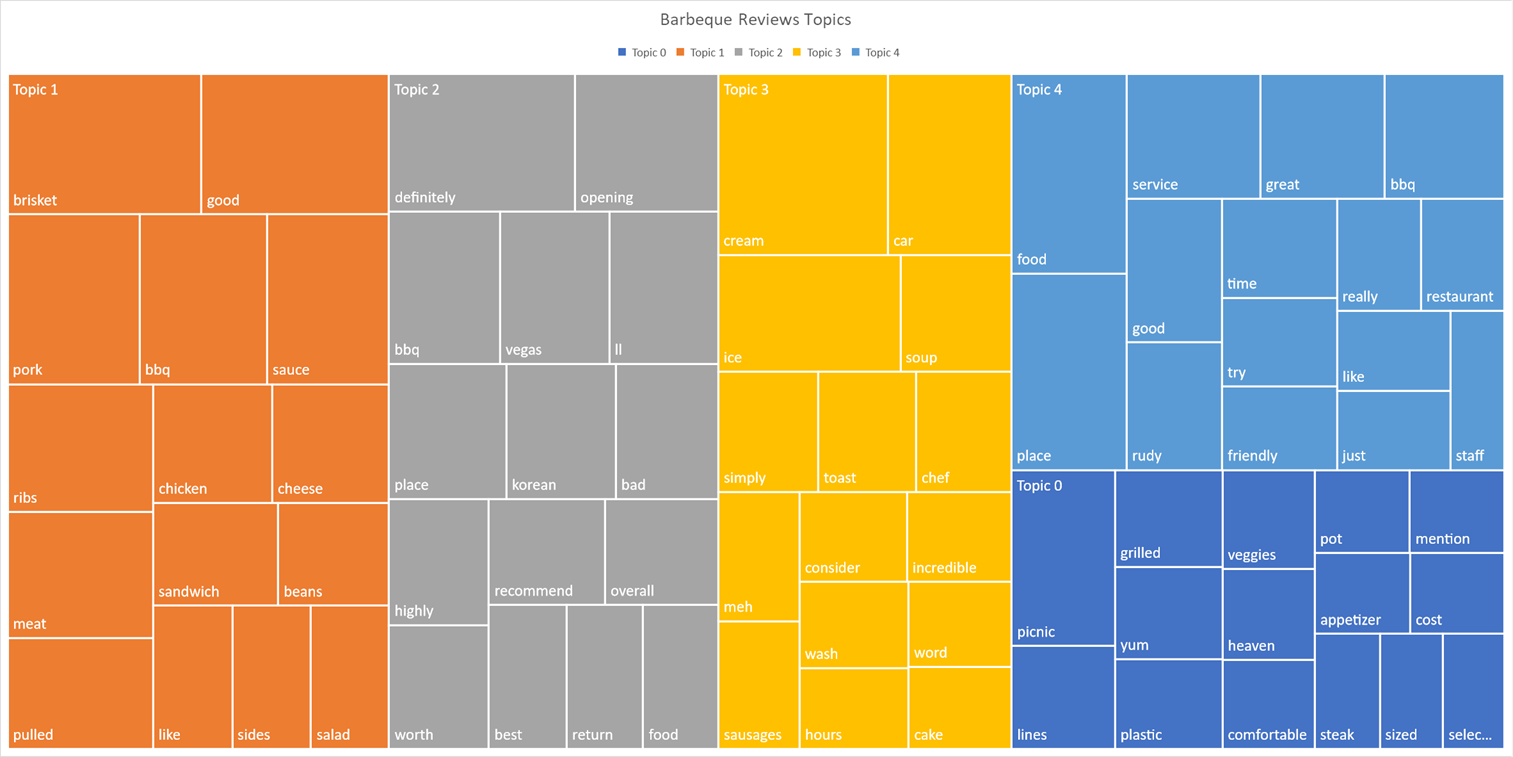 Barbeque Reviews Topics
Topic 0 Topic 1 Topic 2 Topic 3 Topic 4
Topic 1
brisket
good
pork
bbq
sauce
ribs
chicken
cheese
meat
sandwich
beans
pulled
like
sides
salad
Topic 2
definitely
opening
bbq
vegas
ll
place
korean
bad
highly
recommend
overall
worth
best
return
food
Topic 3
cream
car
ice
soup
simply
toast
chef
meh
consider
incredible
wash
word
sausages
hours
cake
Topic 4
food
service
great
bbq
place
good
rudy
time
try
friendly
really
restaurant
like
just
staff
Topic 0
picnic
lines
grilled
yum
plastic
veggies
heaven
comfortable
pot
mention
appetizer
cost
steak
sized
selec...